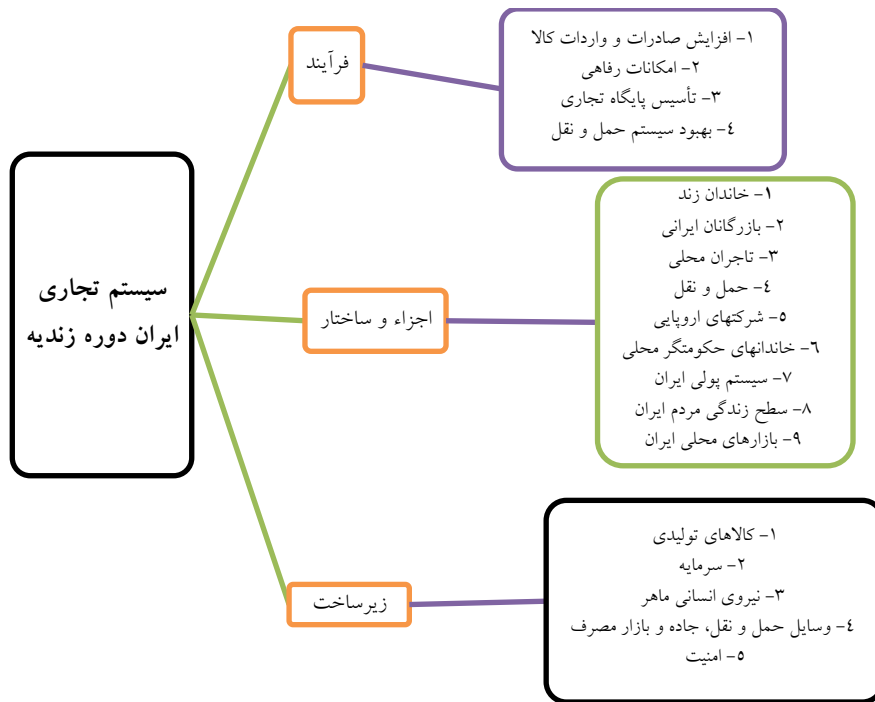 سیستم تجاری
ایران دوره زندیه
فرآیند
۱- افزایش صادرات و واردات کالا
۲- امکانات رفاهی
۳- تأسیس پایگاه تجاری
٤- بهبود سیستم حمل و نقل
اجزاء و ساختار
۱- خاندان زند
۲- بازرگانان ایرانی
۳- تاجران محلی
٤- حمل و نقل
٥- شرکتهای اروپایی
٦- خاندانهای حکومتگر محلی
۷- سیستم پولی ایران
۸- سطح زندگی مردم ایران
۹- بازارهای محلی ایران
زیرساخت
۱- کالاهای تولیدی
۲- سرمایه
۳- نیروی انسانی ماهر
٤- وسایل حمل و نقل، جاده و بازار مصرف
٥- امنیت